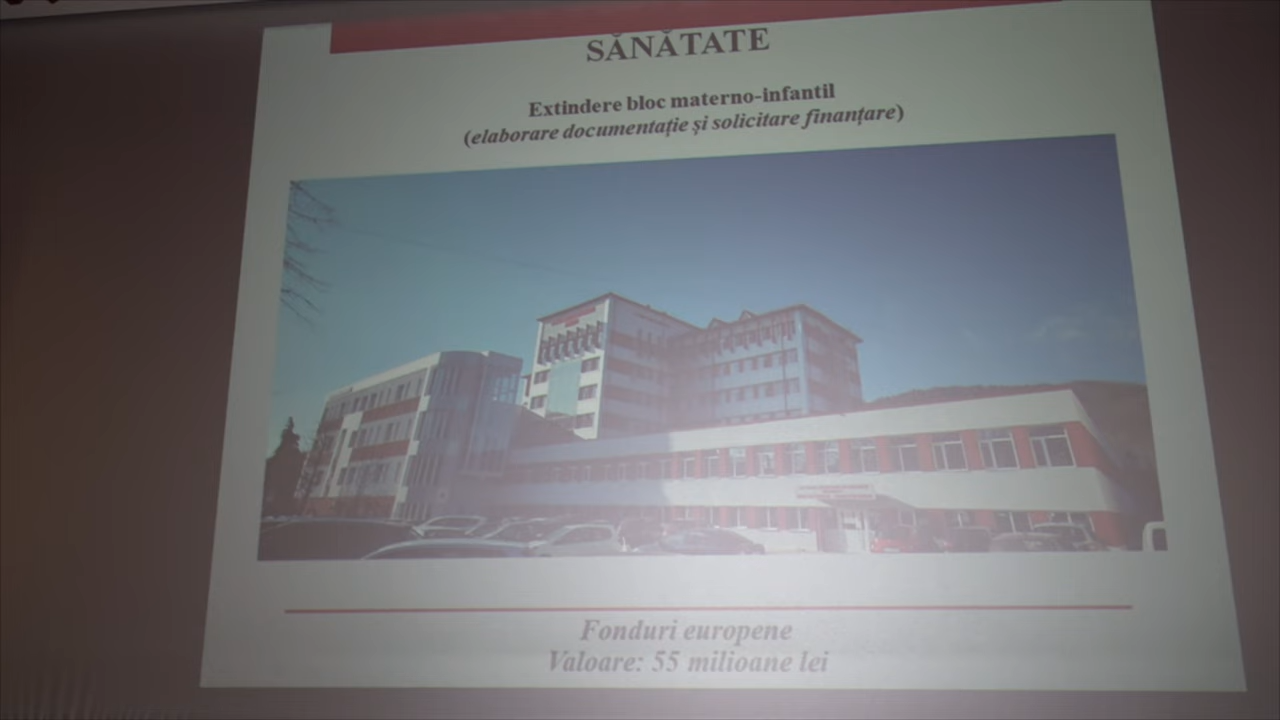 SĂNĂTATE
Extindere bloc materno-infantil
(elaborare documentație și solicitare finanțare)
Fonduri europene
Valoare: 55 milioane lei